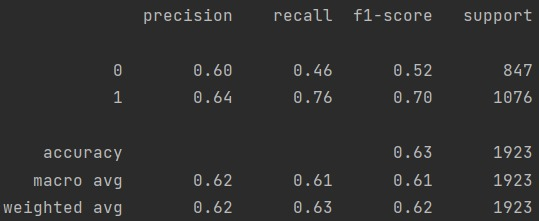 precision recall f1-score support
0 0.60 0.46 0.52 847
1 0.64 0.76 0.70 1076
accuracy 0.63 1923
macro avg 0.62 0.61 0.61 1923
weighted avg 0.62 0.63 0.62 1923